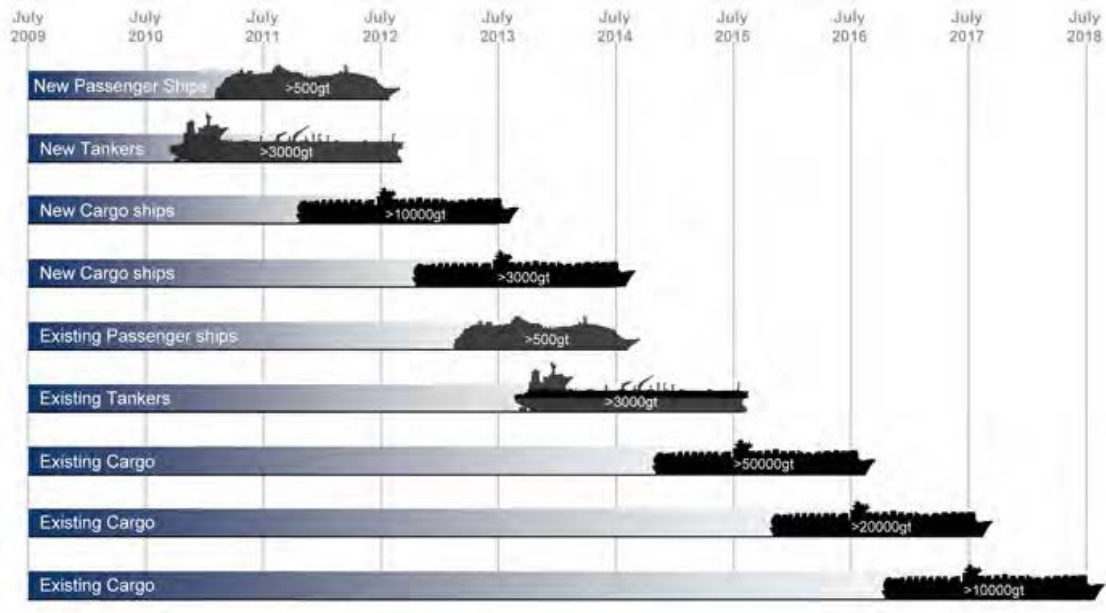 July July July July July July July July July July
2009 2010 2011 2012 2013 2014 2015 2016 2017 2018
New Passenger Ships >500gt
New Tankers >3000gt
New Cargo ships >10000gt
New Cargo ships >3000gt
Existing Passenger ships >500gt
Existing Tankers >3000gt
Existing Cargo >50000gt
Existing Cargo >20000gt
Existing Cargo >10000gt